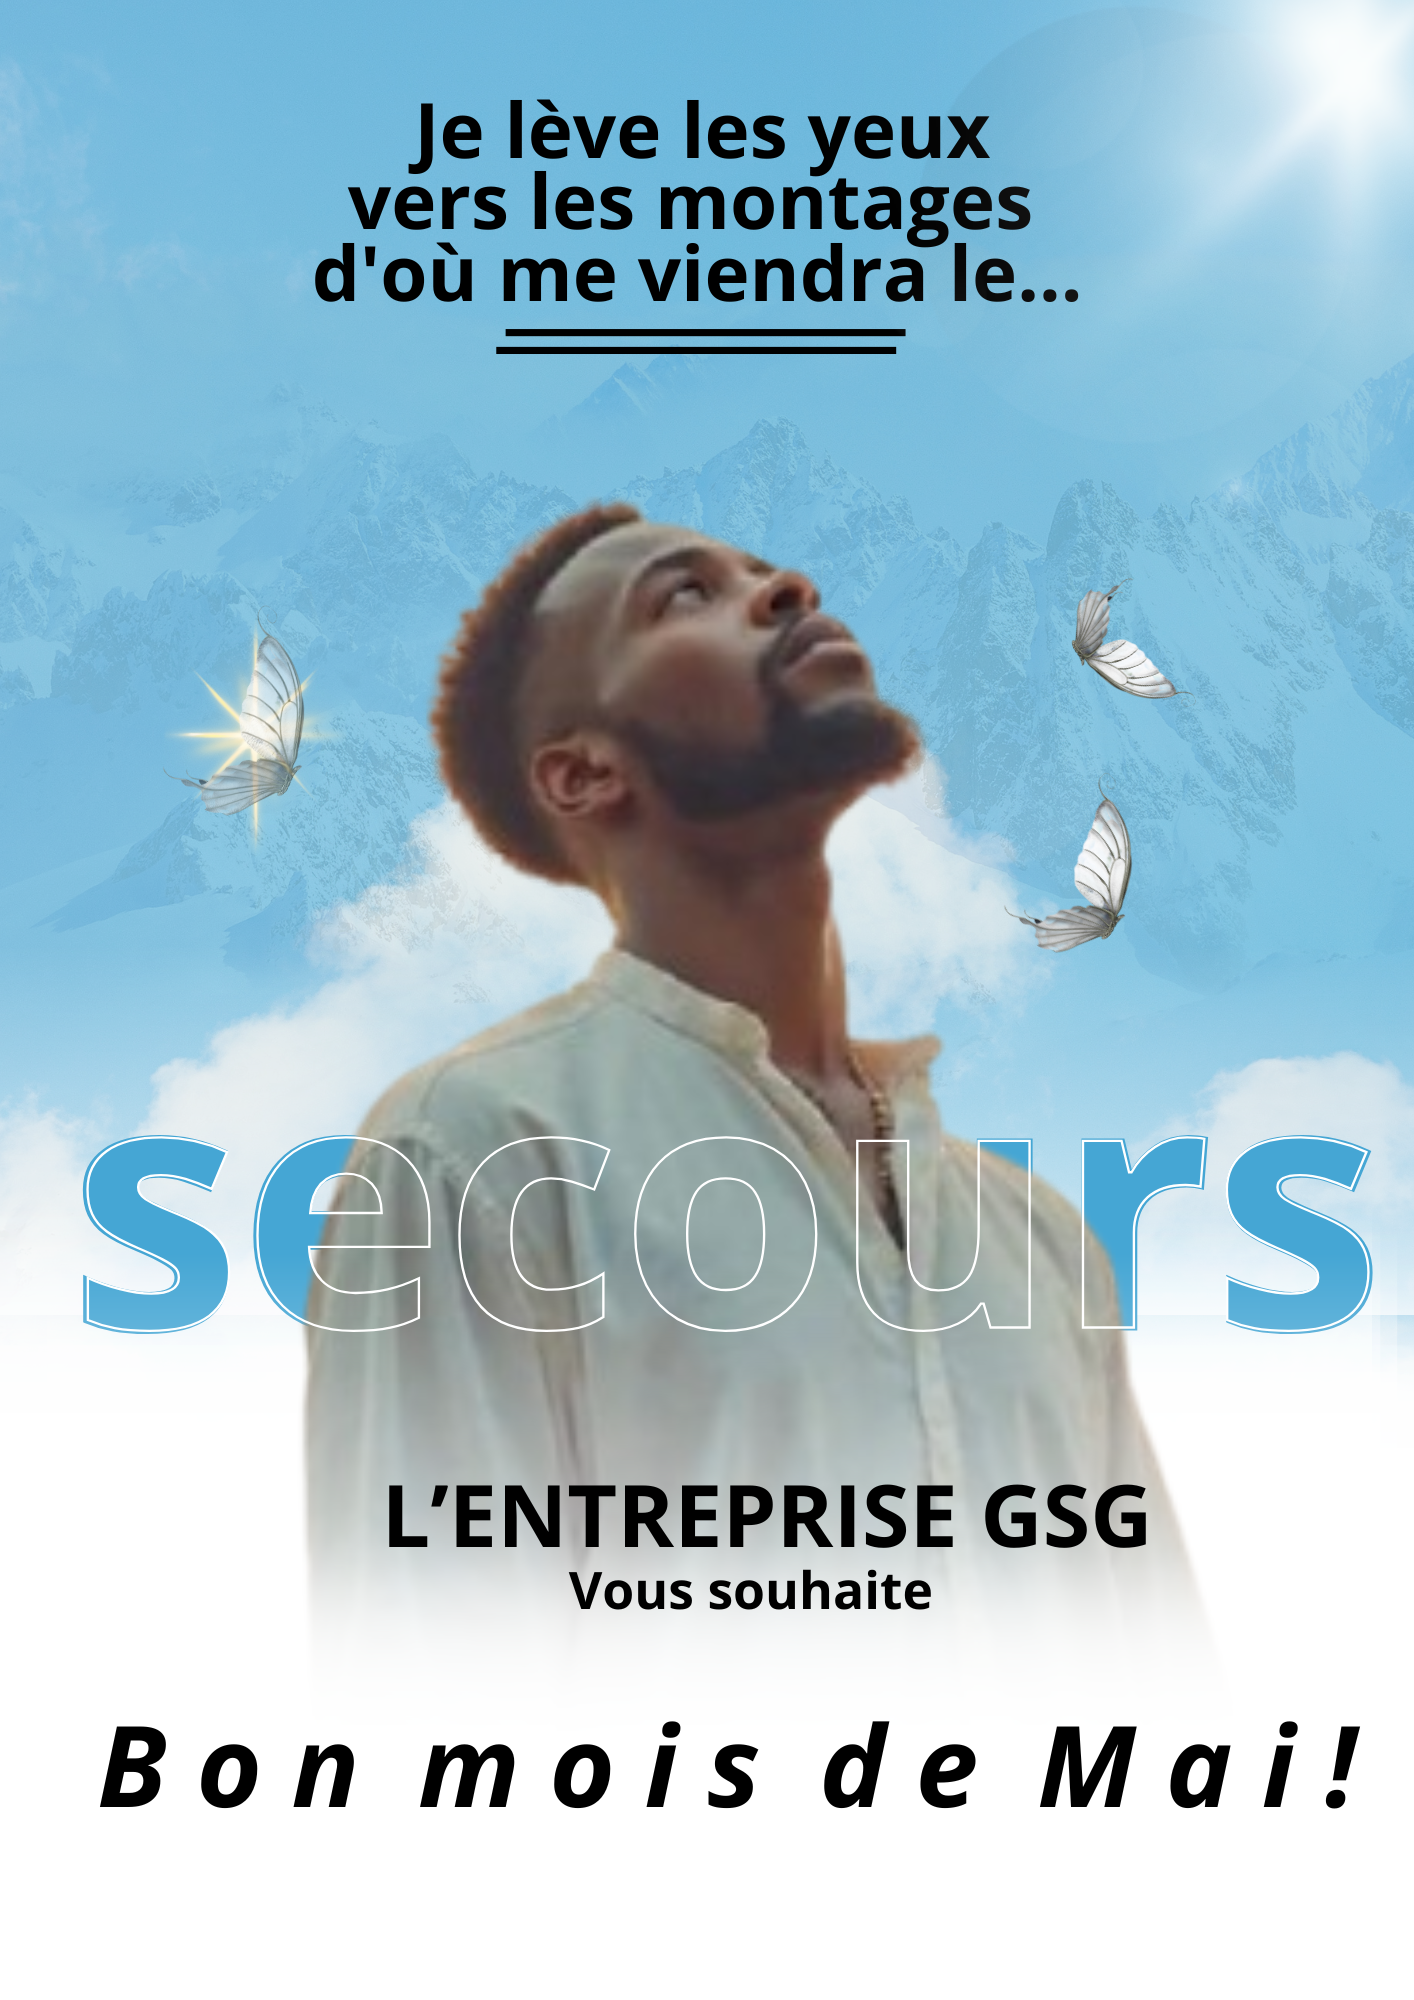 Je lève les yeux
vers les montages
d'où me viendra le...
secours
L’ENTREPRISE GSG
Vous souhaite
Bon mois de Mai!